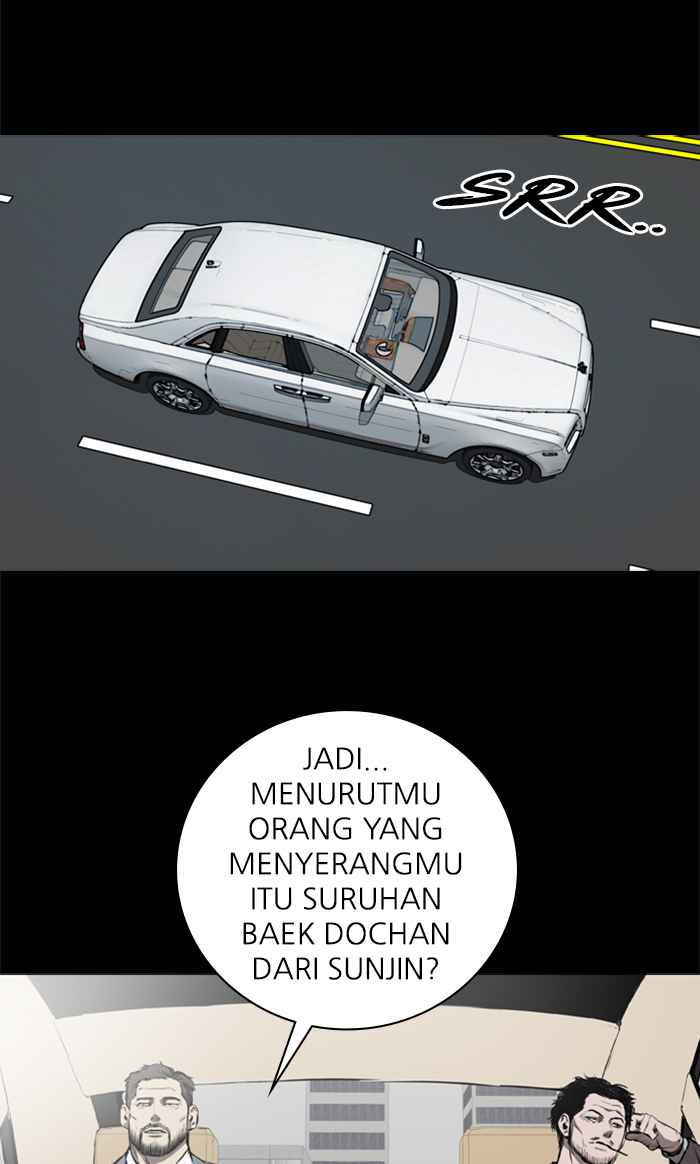 SRR..
JADI...
MENURUTMU
ORANG YANG
MENYERANGMU
ITU SURUHAN
BAEK DOCHAN
DARI SUNJIN?